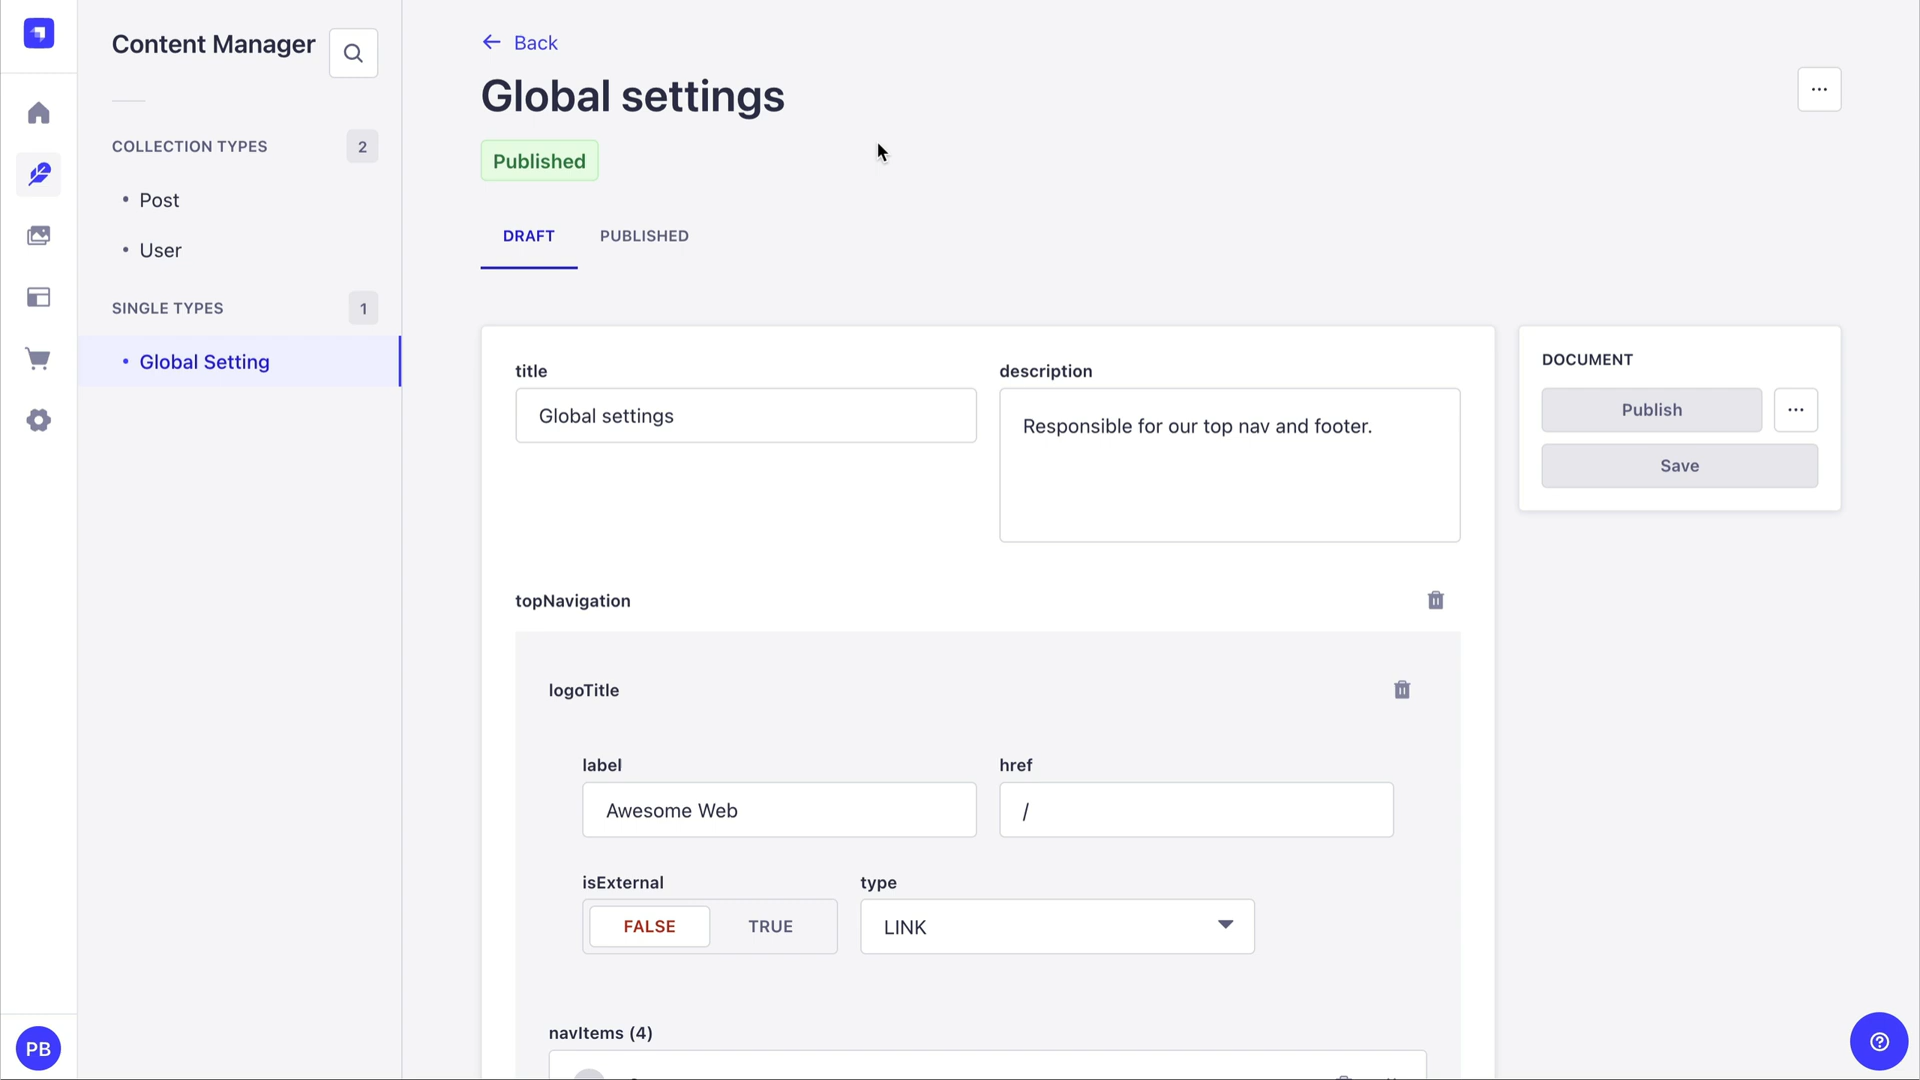 Content Manager
COLLECTION TYPES 2
Post
User
SINGLE TYPES 1
Global Setting
PB
Back
Global settings
Published
DRAFT PUBLISHED
title
Global settings
description
Responsible for our top nav and footer.
topNavigation
logoTitle
label
Awesome Web
href
/
isExternal
FALSE TRUE
type
LINK
navItems (4)
DOCUMENT
Publish
Save